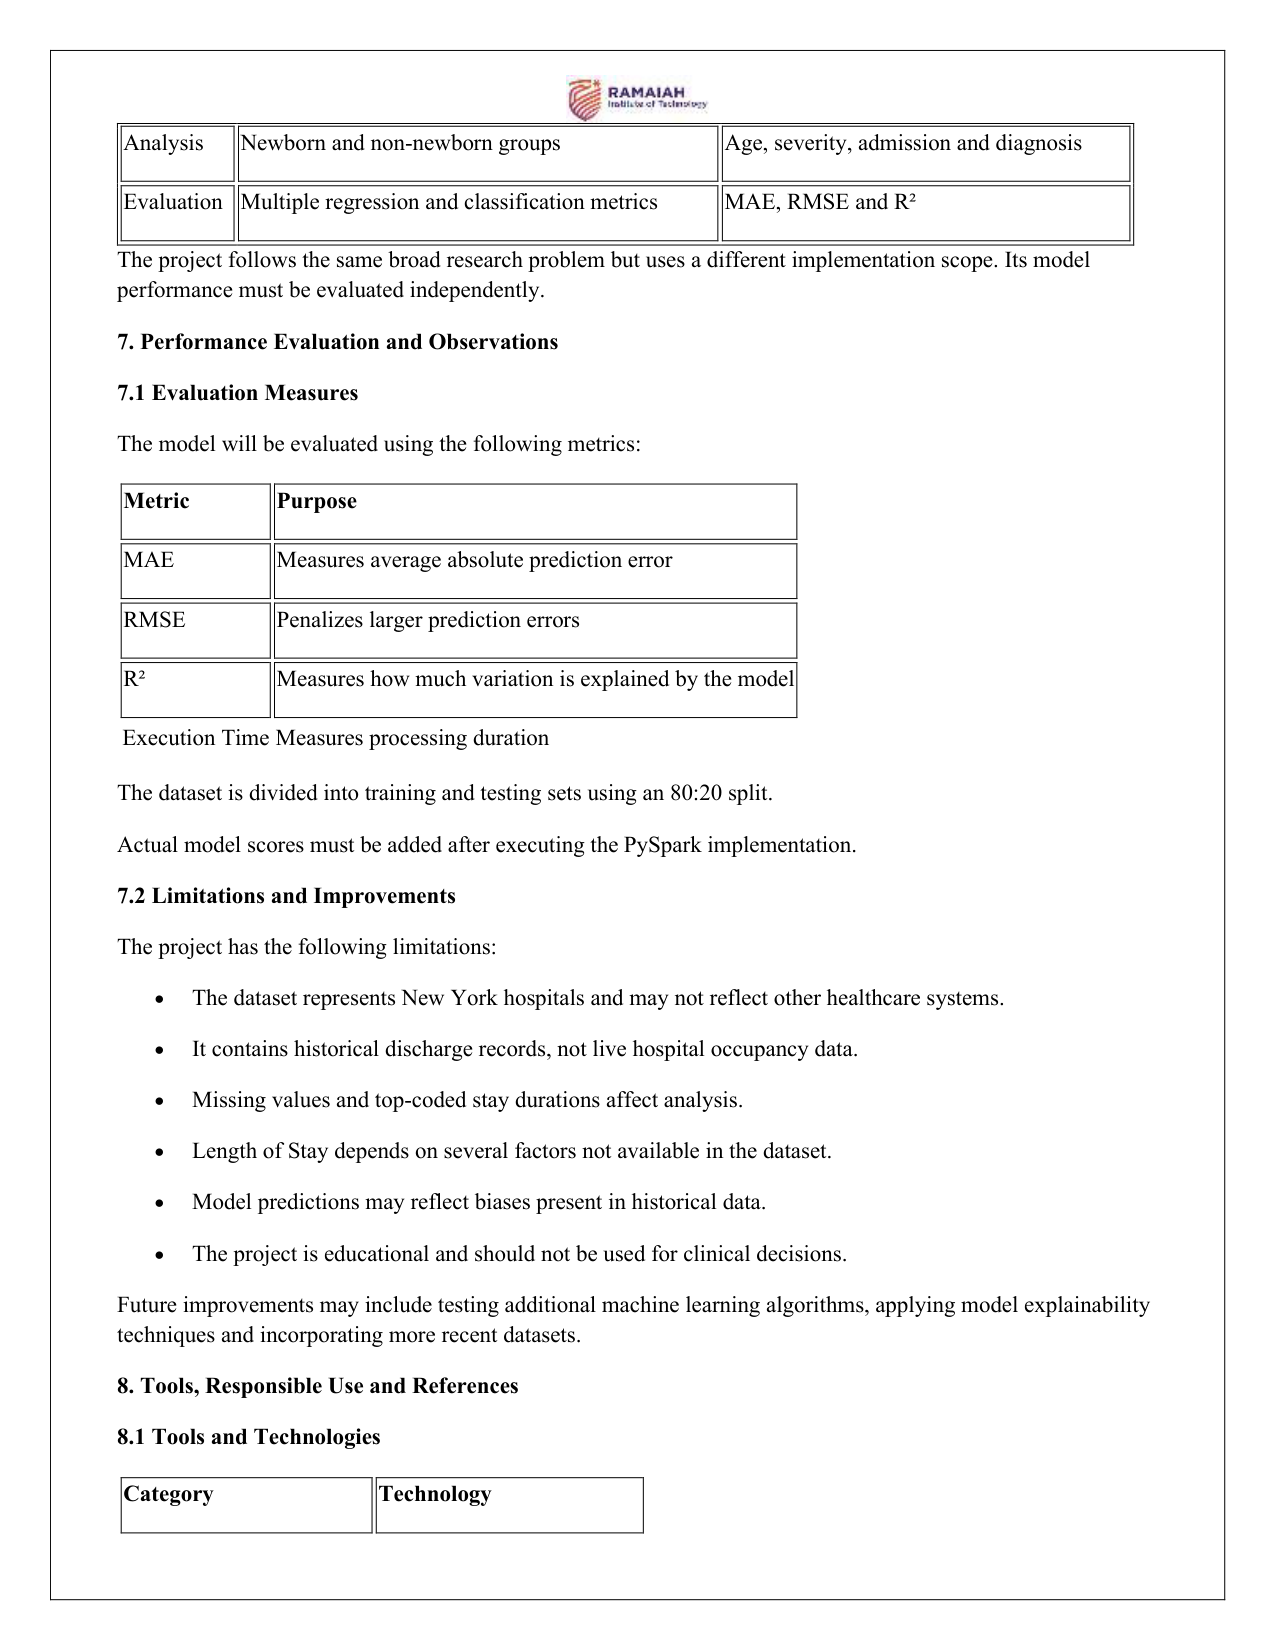 RAMAIAH
Institute of Technology
Analysis Newborn and non-newborn groups Age, severity, admission and diagnosis
Evaluation Multiple regression and classification metrics MAE, RMSE and R²
The project follows the same broad research problem but uses a different implementation scope. Its model
performance must be evaluated independently.
7. Performance Evaluation and Observations
7.1 Evaluation Measures
The model will be evaluated using the following metrics:
Metric Purpose
MAE Measures average absolute prediction error
RMSE Penalizes larger prediction errors
R² Measures how much variation is explained by the model
Execution Time Measures processing duration
The dataset is divided into training and testing sets using an 80:20 split.
Actual model scores must be added after executing the PySpark implementation.
7.2 Limitations and Improvements
The project has the following limitations:
• The dataset represents New York hospitals and may not reflect other healthcare systems.
• It contains historical discharge records, not live hospital occupancy data.
• Missing values and top-coded stay durations affect analysis.
• Length of Stay depends on several factors not available in the dataset.
• Model predictions may reflect biases present in historical data.
• The project is educational and should not be used for clinical decisions.
Future improvements may include testing additional machine learning algorithms, applying model explainability
techniques and incorporating more recent datasets.
8. Tools, Responsible Use and References
8.1 Tools and Technologies
Category Technology